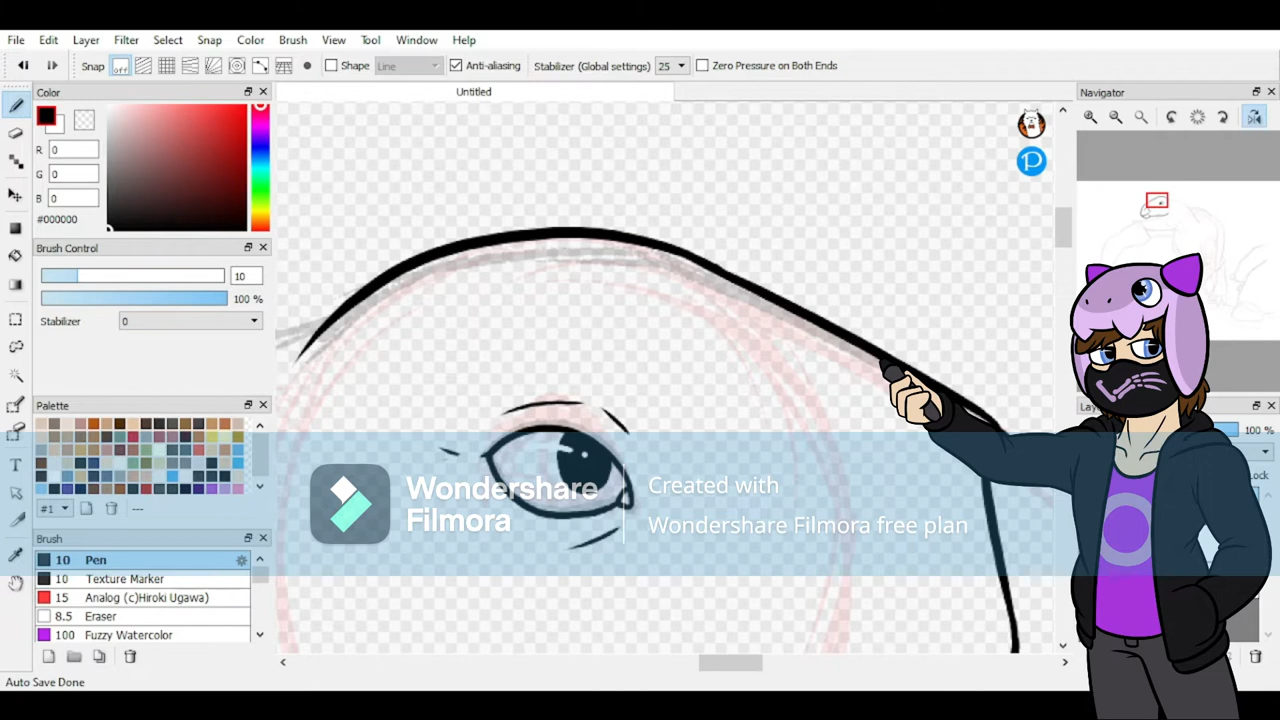 File Edit Layer Filter Select Snap Color Brush View Tool Window Help
Snap off Shape Line Anti-aliasing Stabilizer (Global settings) 25 Zero Pressure on Both Ends
Color
Untitled
Navigator
R 0
G 0
B 0
#000000
Brush Control
10
100 %
Stabilizer 0
Palette
100 %
Lock
#1 ---
Wondershare
Filmora
Created with
Wondershare Filmora free plan
Brush
10 Pen
10 Texture Marker
15 Analog (c)Hiroki Ugawa)
8.5 Eraser
100 Fuzzy Watercolor
Auto Save Done